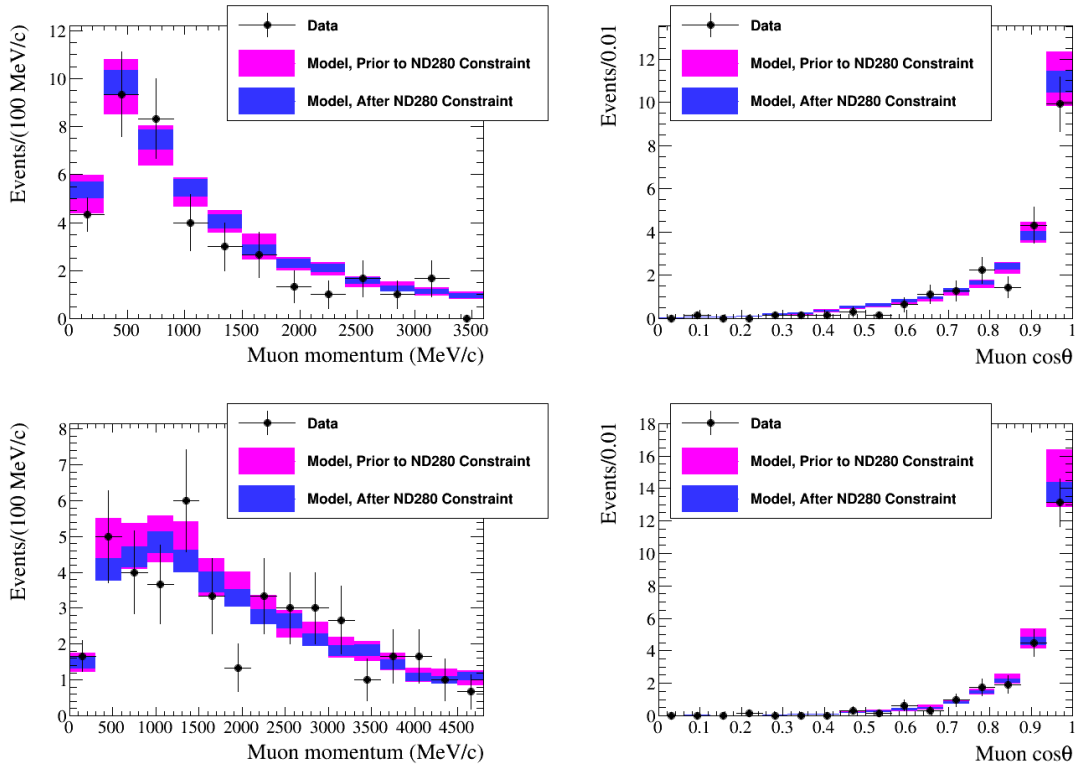 Events/(100 MeV/c)
12
10
8
6
4
2
0
Data
Model, Prior to ND280 Constraint
Model, After ND280 Constraint
0 500 1000 1500 2000 2500 3000 3500
Muon momentum (MeV/c)
Events/0.01
12
10
8
6
4
2
0
Data
Model, Prior to ND280 Constraint
Model, After ND280 Constraint
0 0.1 0.2 0.3 0.4 0.5 0.6 0.7 0.8 0.9 1
Muon cosθ
Events/(100 MeV/c)
8
7
6
5
4
3
2
1
0
Data
Model, Prior to ND280 Constraint
Model, After ND280 Constraint
0 500 1000 1500 2000 2500 3000 3500 4000 4500
Muon momentum (MeV/c)
Events/0.01
18
16
14
12
10
8
6
4
2
0
Data
Model, Prior to ND280 Constraint
Model, After ND280 Constraint
0 0.1 0.2 0.3 0.4 0.5 0.6 0.7 0.8 0.9 1
Muon cosθ